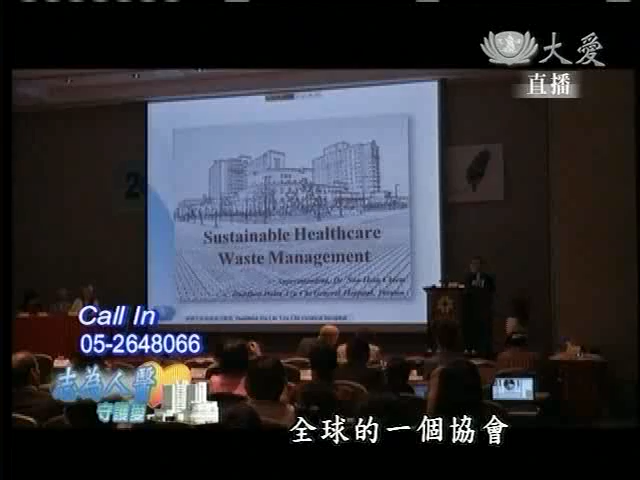 大愛
直播
Sustainable Healthcare
Waste Management
Call In
05-2648066
志為人醫
守護愛
全球的一個協會